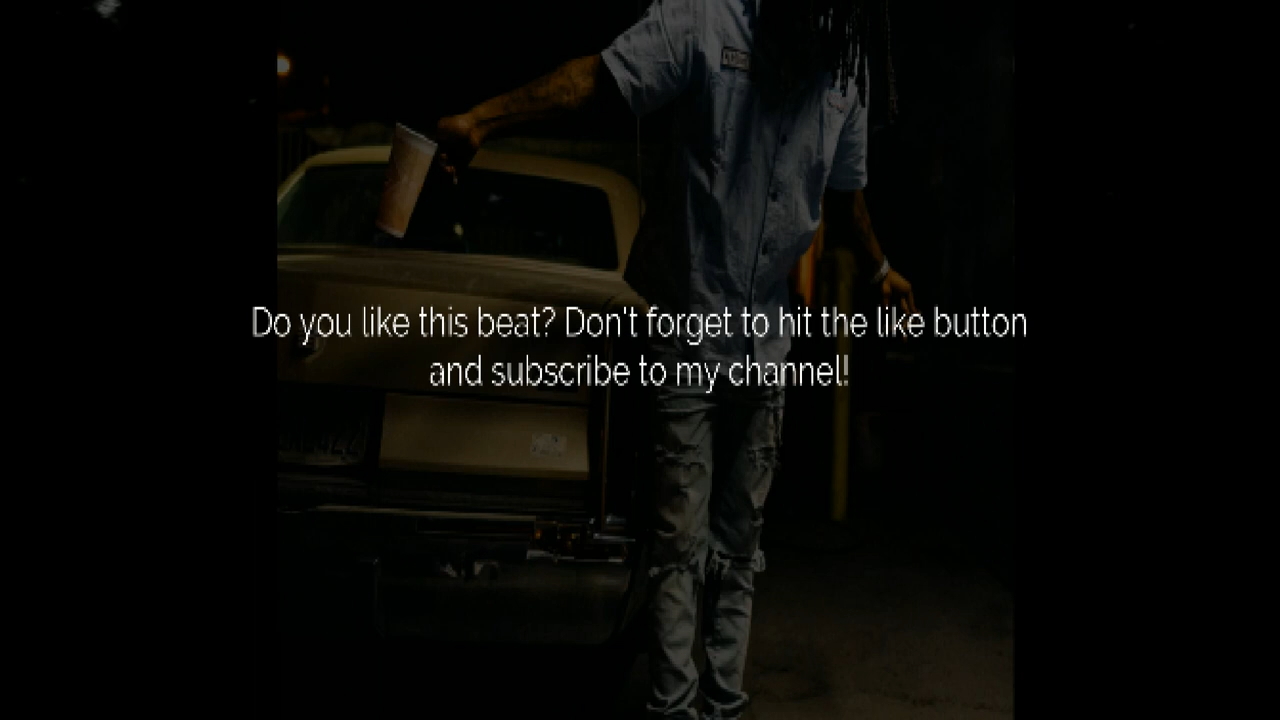 Do you like this beat? Don't forget to hit the like button
and subscribe to my channel!